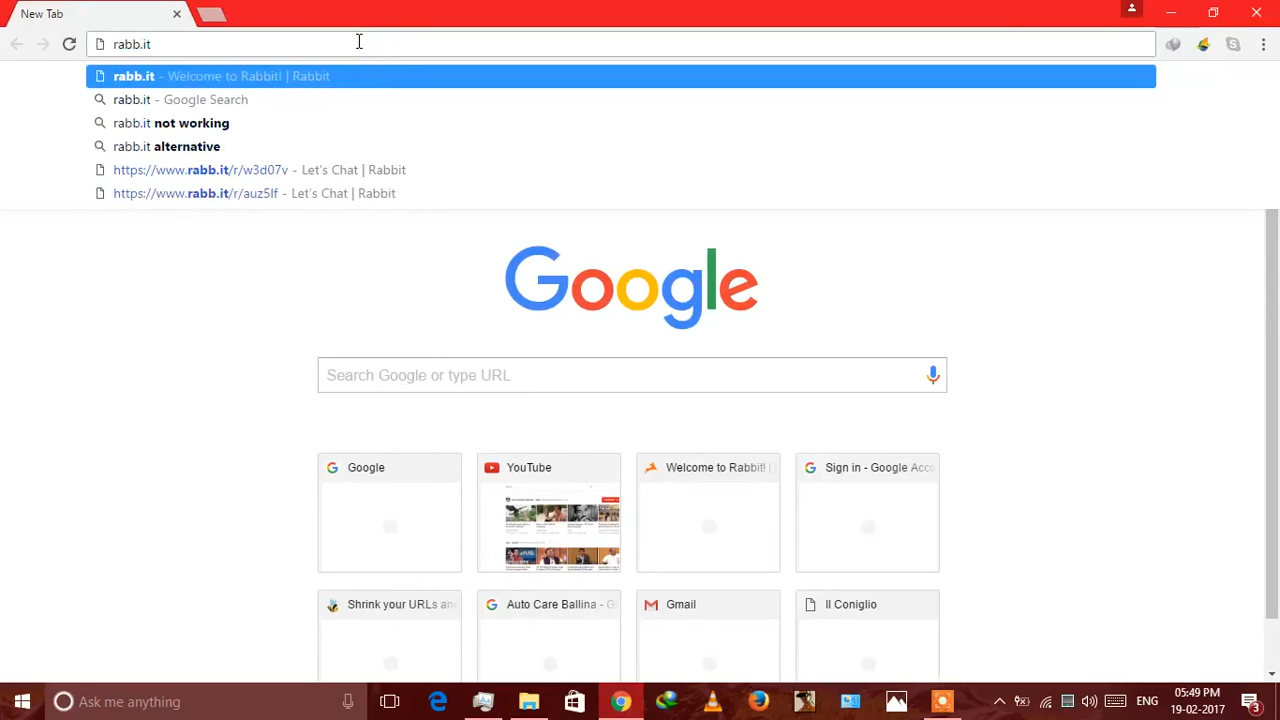 New Tab
rabb.it
rabb.it - Welcome to Rabbit! | Rabbit
rabb.it - Google Search
rabb.it not working
rabb.it alternative
https://www.rabb.it/r/w3d07v - Let's Chat | Rabbit
https://www.rabb.it/r/auz5lf - Let's Chat | Rabbit
Google
Search Google or type URL
Google
YouTube
Welcome to Rabbit! |
Sign in - Google Acco
Shrink your URLs and
Auto Care Ballina - G
Gmail
Il Coniglio
Ask me anything
ENG
05:49 PM
19-02-2017
3